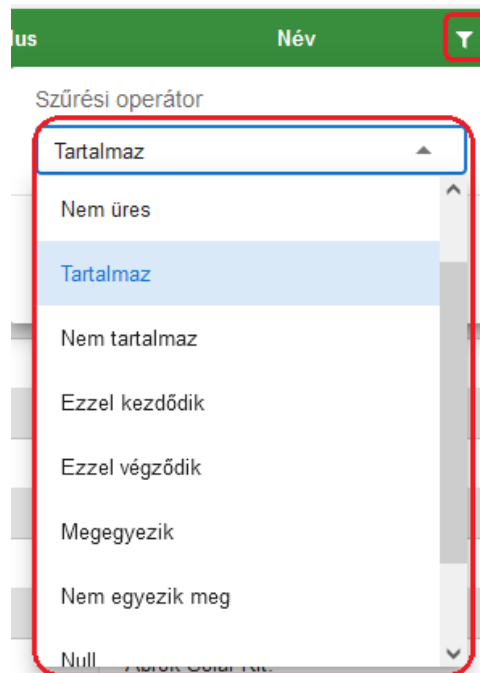 lus Név
Szűrési operátor
Tartalmaz
Nem üres
Tartalmaz
Nem tartalmaz
Ezzel kezdődik
Ezzel végződik
Megegyezik
Nem egyezik meg
Null